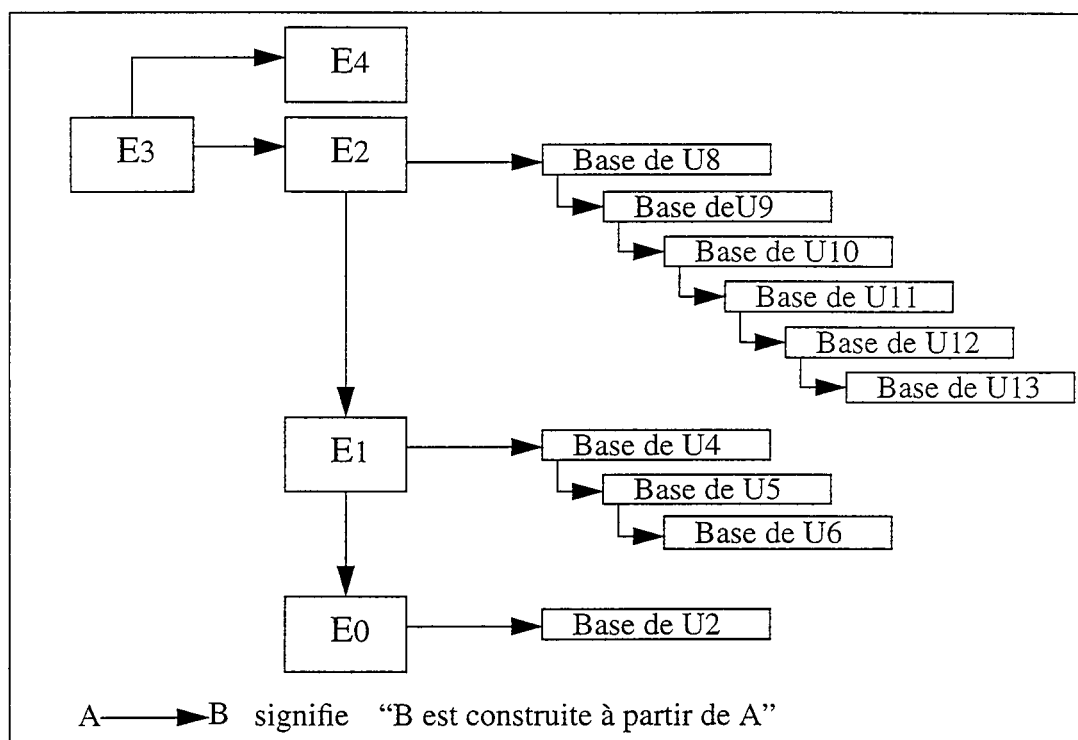 E4
E3
E2
Base de U8
Base deU9
Base de U10
Base de U11
Base de U12
Base de U13
E1
Base de U4
Base de U5
Base de U6
E0
Base de U2
A B signifie “B est construite à partir de A”